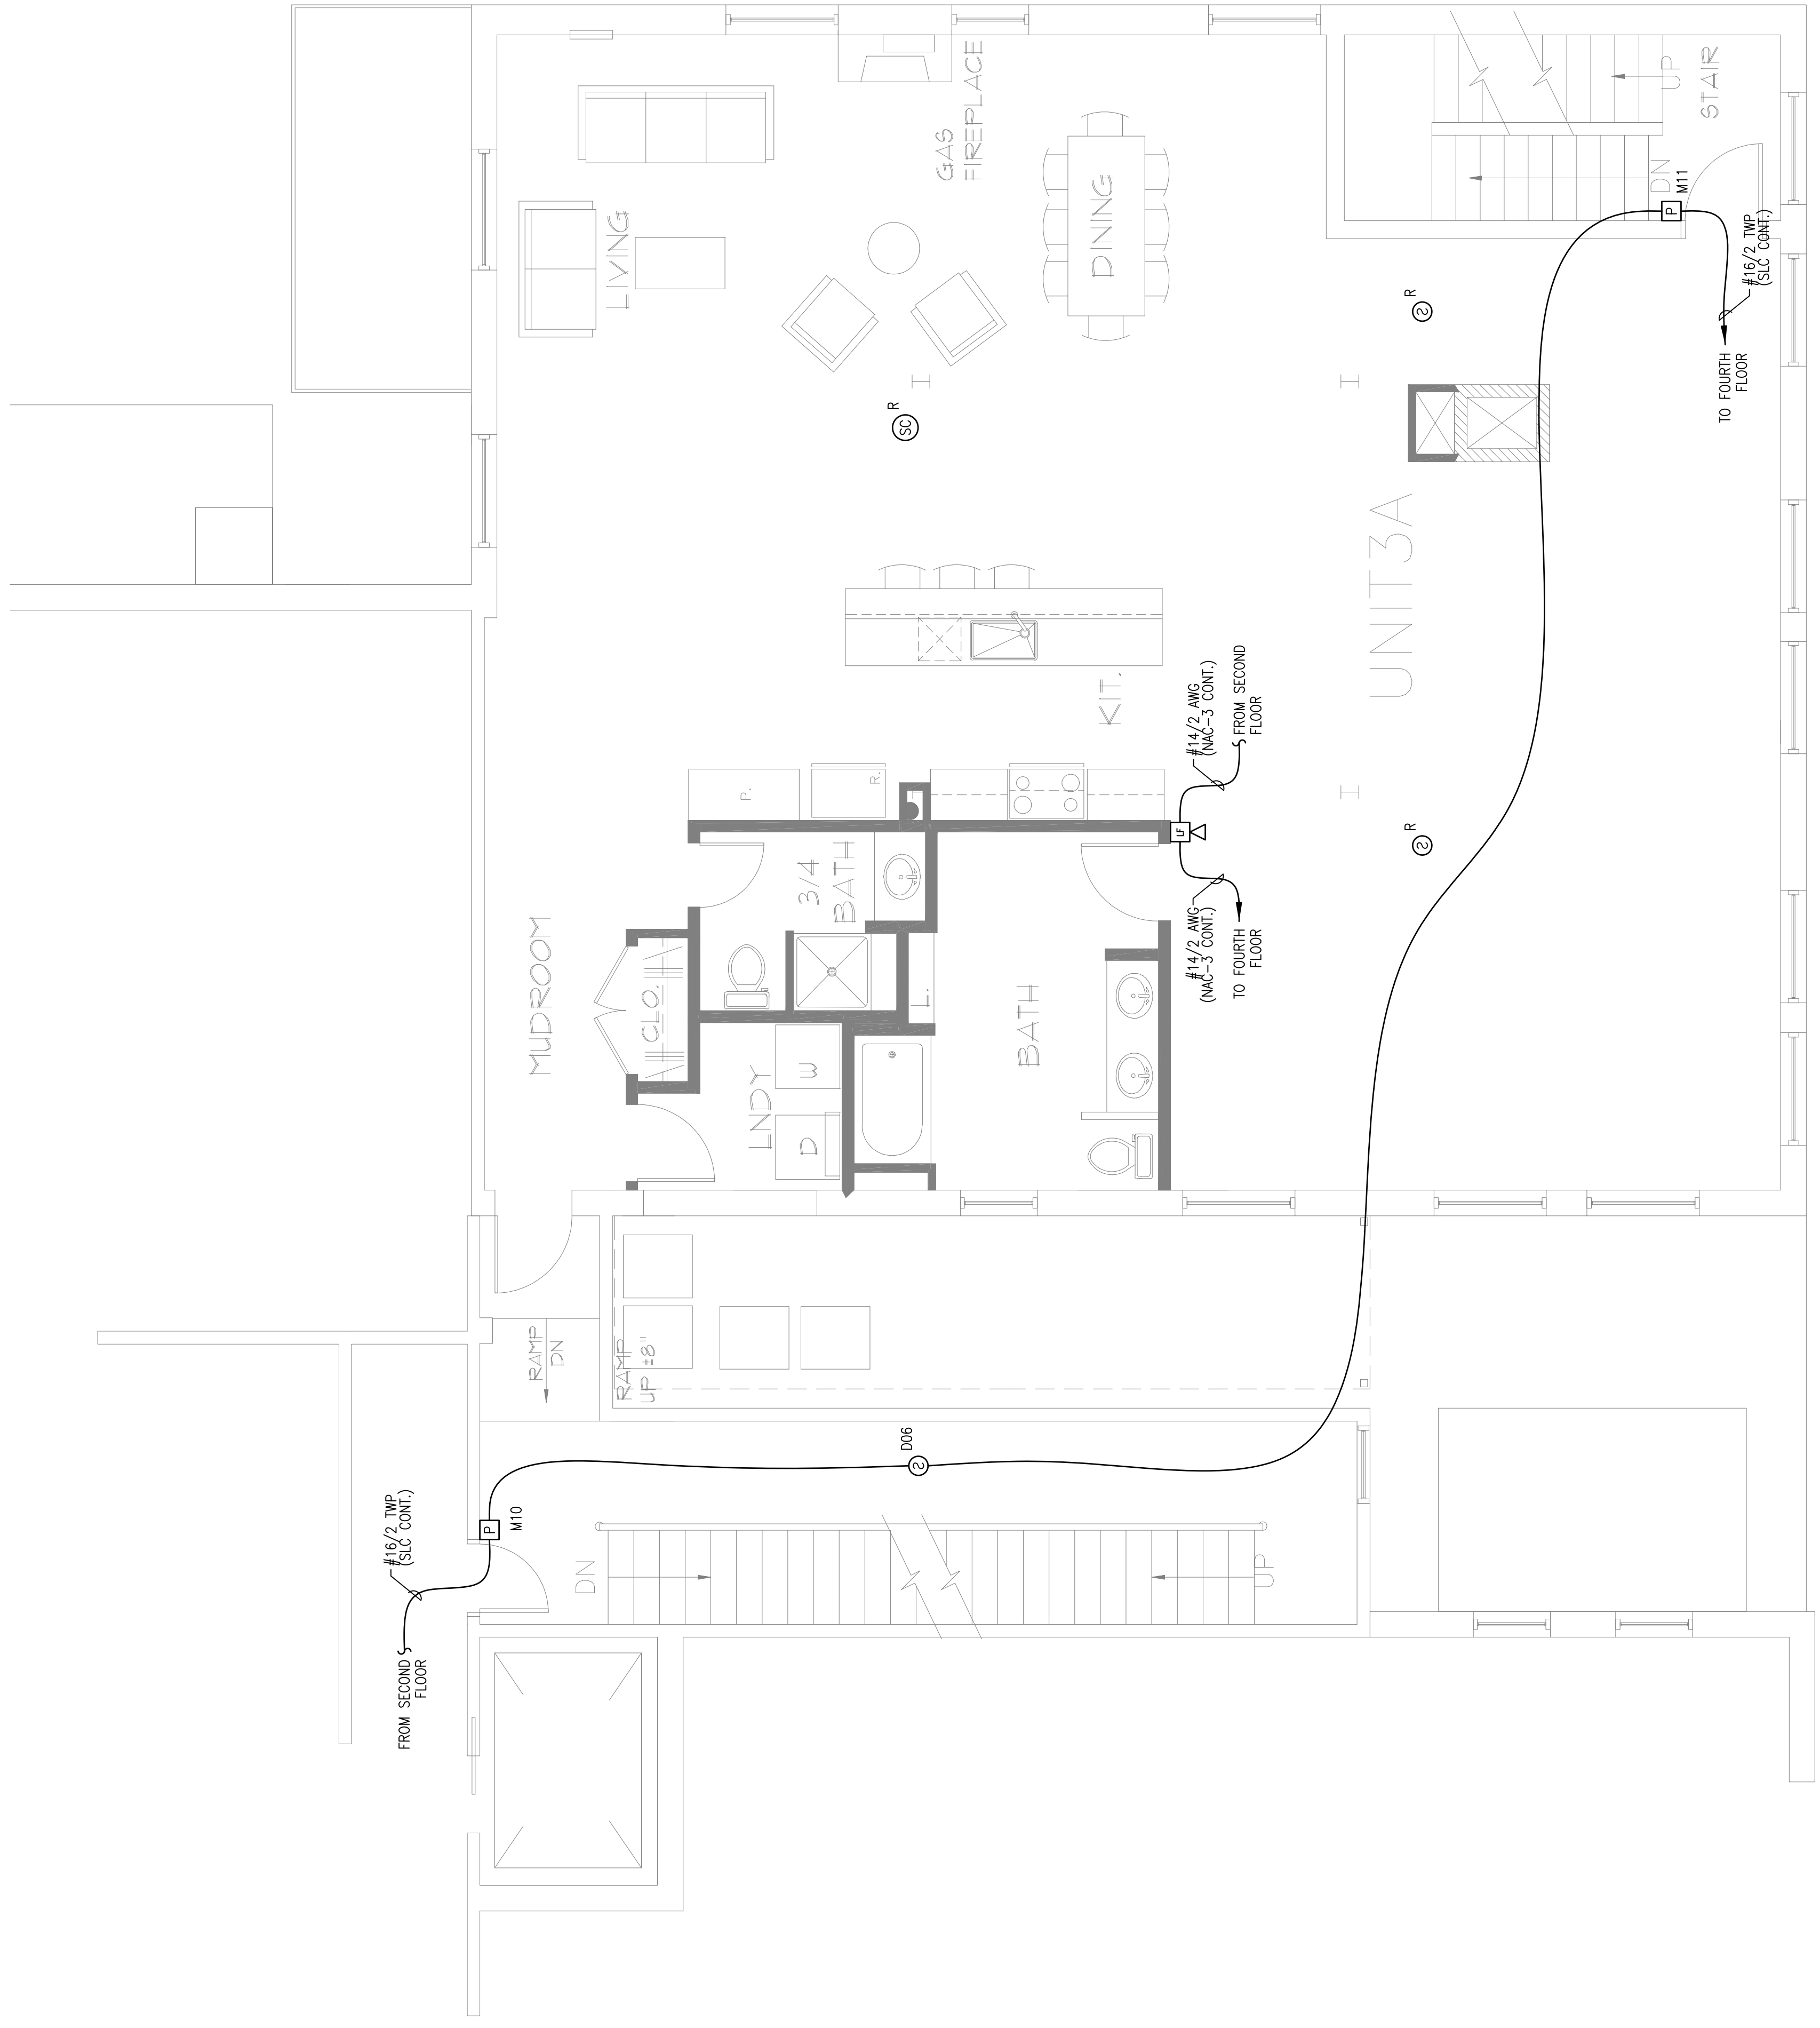 LIVING
GAS
FIREPLACE
DINING
UP
STAIR
DN
M11
P
#16/2 TWP
(SLC CONT.)
TO FOURTH
FLOOR
R
S
R
SC
UNIT 3A
KIT.
#14/2 AWG
(NAC-3 CONT.)
FROM SECOND
FLOOR
LF
#14/2 AWG
(NAC-3 CONT.)
TO FOURTH
FLOOR
R
S
P.
R.
3/4
BATH
MUDROOM
CLO.
L.
BATH
LNDY
W
D
RAMP
DN
RAMP
UP ±8"
D06
S
#16/2 TWP
(SLC CONT.)
P
M10
FROM SECOND
FLOOR
DN
UP